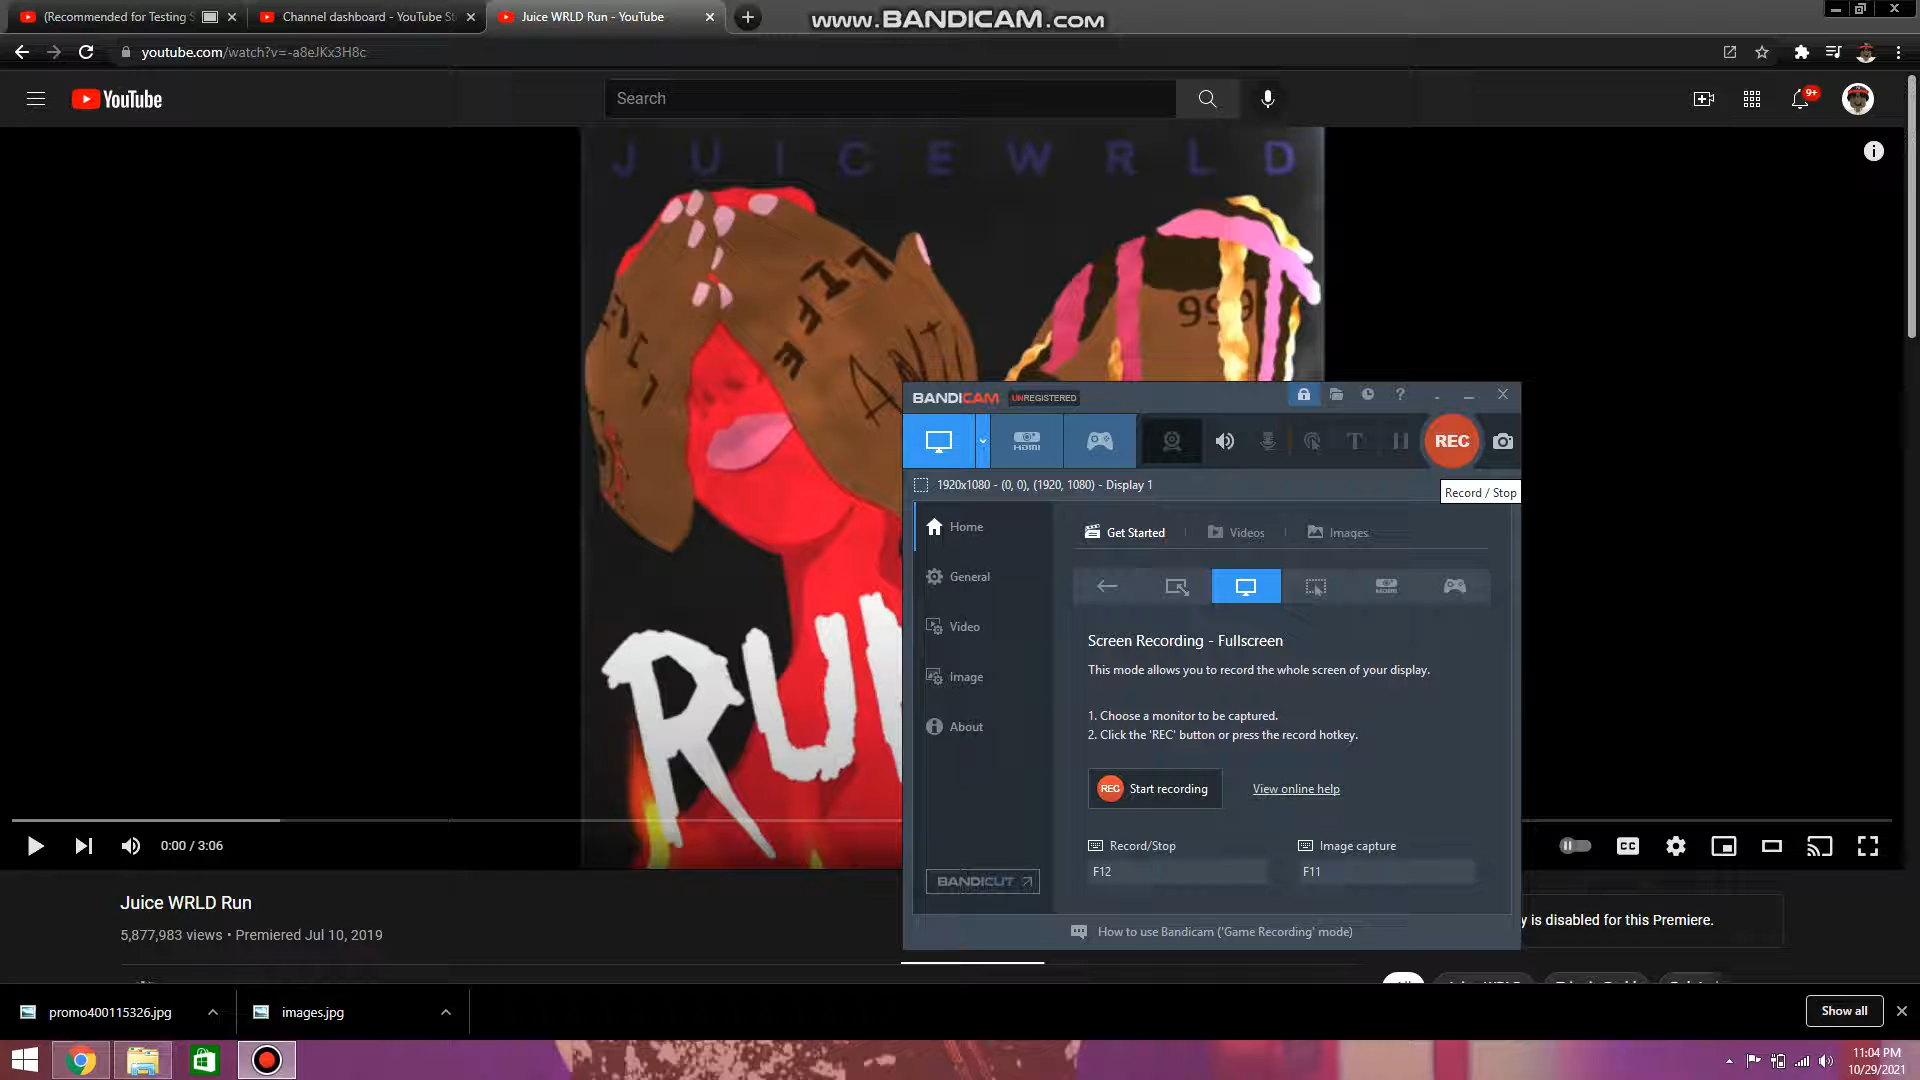 (Recommended for Testing S
Channel dashboard - YouTube St
Juice WRLD Run - YouTube
www.BANDICAM.com
youtube.com/watch?v=-a8eJKx3H8c
YouTube
Search
9+
JUICEWRLD
LIFE
ANTI
999
RU
BANDICAM
UNREGISTERED
HDMI
REC
1920x1080 - (0, 0), (1920, 1080) - Display 1
Record / Stop
Home
General
Video
Image
About
BANDICUT
Get Started
Videos
Images
HDMI
Screen Recording - Fullscreen
This mode allows you to record the whole screen of your display.
1. Choose a monitor to be captured.
2. Click the 'REC' button or press the record hotkey.
REC Start recording
View online help
Record/Stop
Image capture
F12
F11
How to use Bandicam ('Game Recording' mode)
0:00 / 3:06
CC
Juice WRLD Run
5,877,983 views • Premiered Jul 10, 2019
y is disabled for this Premiere.
promo400115326.jpg
images.jpg
Show all
11:04 PM
10/29/2021